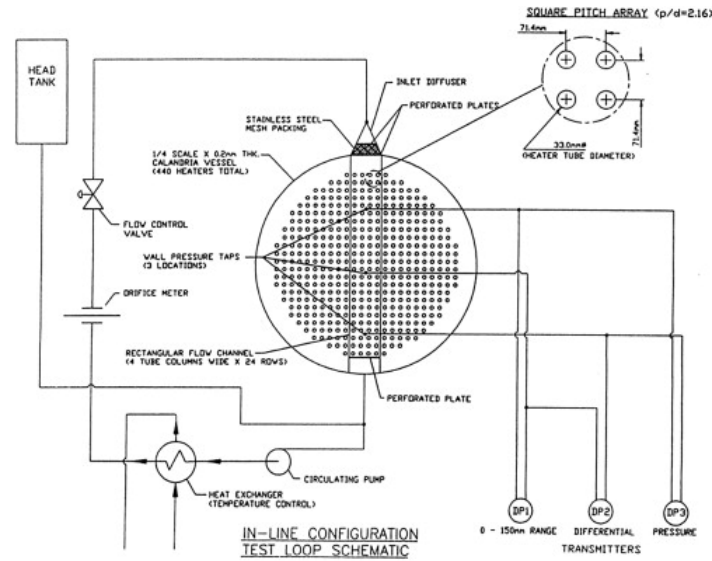 SQUARE PITCH ARRAY (p/d=2.16)
71.4mm
HEAD
TANK
INLET DIFFUSER
STAINLESS STEEL
MESH PACKING
PERFORATED PLATES
71.4mm
33.0mmø
(HEATER TUBE DIAMETER)
1/4 SCALE X 0.2mm THK.
CALANDRIA VESSEL
(440 HEATERS TOTAL)
FLOW CONTROL
VALVE
WALL PRESSURE TAPS
(3 LOCATIONS)
ORIFICE METER
RECTANGULAR FLOW CHANNEL
(4 TUBE COLUMNS WIDE X 24 ROWS)
PERFORATED PLATE
CIRCULATING PUMP
HEAT EXCHANGER
(TEMPERATURE CONTROL)
DP1
DP2
DP3
0 - 150mm RANGE
DIFFERENTIAL
PRESSURE
TRANSMITTERS
IN-LINE CONFIGURATION
TEST LOOP SCHEMATIC